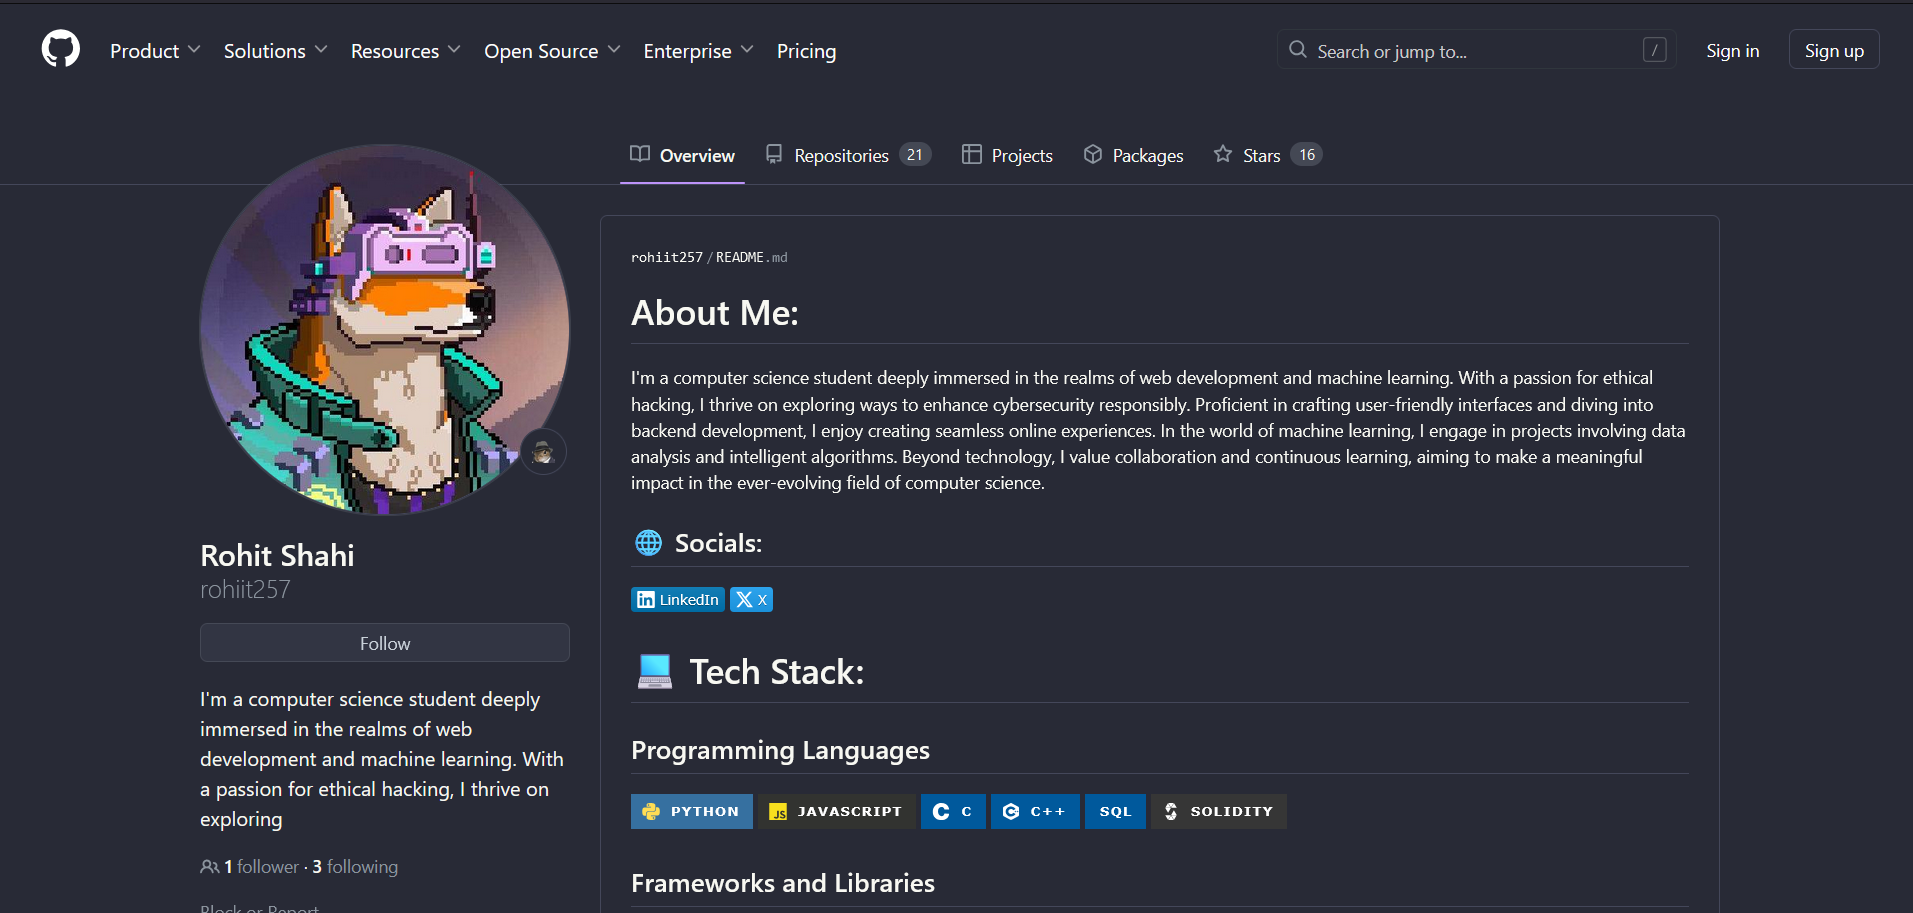 Product Solutions Resources Open Source Enterprise Pricing
Search or jump to... / Sign in Sign up
Overview Repositories 21 Projects Packages Stars 16
Rohit Shahi
rohiit257
Follow
I'm a computer science student deeply
immersed in the realms of web
development and machine learning. With
a passion for ethical hacking, I thrive on
exploring
1 follower · 3 following
Block or Report
rohiit257/README.md
About Me:
I'm a computer science student deeply immersed in the realms of web development and machine learning. With a passion for ethical
hacking, I thrive on exploring ways to enhance cybersecurity responsibly. Proficient in crafting user-friendly interfaces and diving into
backend development, I enjoy creating seamless online experiences. In the world of machine learning, I engage in projects involving data
analysis and intelligent algorithms. Beyond technology, I value collaboration and continuous learning, aiming to make a meaningful
impact in the ever-evolving field of computer science.
Socials:
in LinkedIn X X
Tech Stack:
Programming Languages
PYTHON JS JAVASCRIPT C C C C++ SQL S SOLIDITY
Frameworks and Libraries